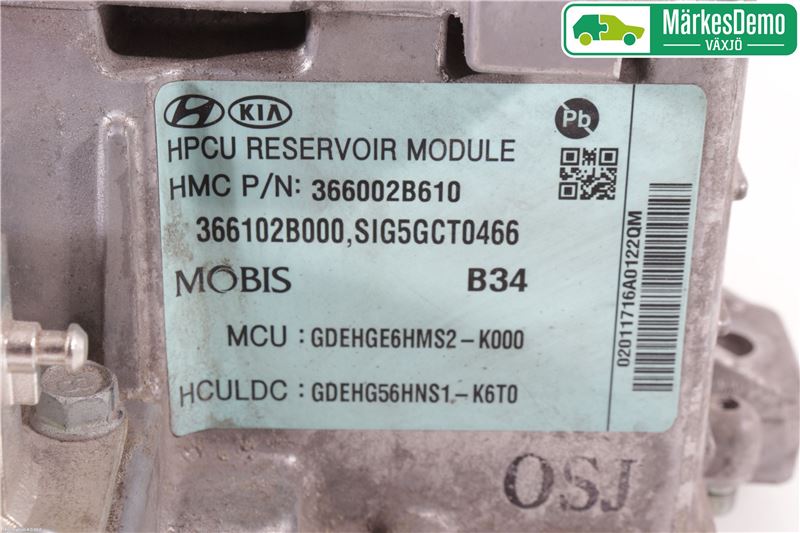 MärkesDemo
VÄXJÖ
KIA
Pb
HPCU RESERVOIR MODULE
HMC P/N: 366002B610
366102B000,SIG5GCT0466
MOBIS B34
MCU : GDEHGE6HMS2-K000
HCULDC : GDEHG56HNS1-K6T0
02011716A0122QM
OSJ